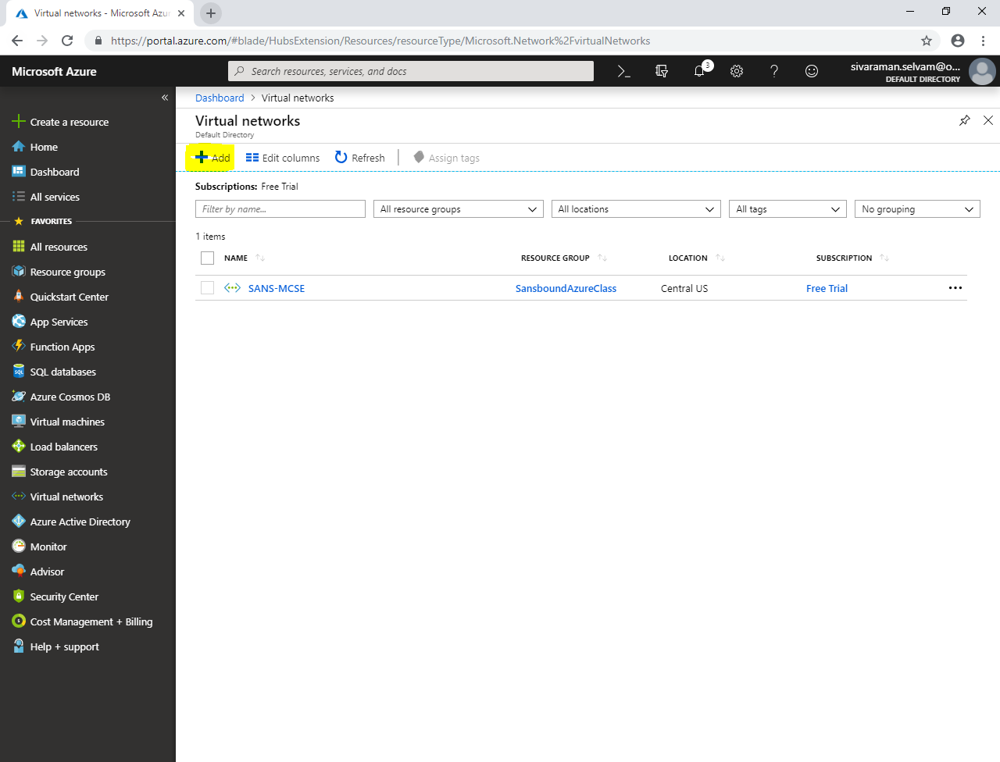 Virtual networks - Microsoft Azur
https://portal.azure.com/#blade/HubsExtension/Resources/resourceType/Microsoft.Network%2FvirtualNetworks
Microsoft Azure
Search resources, services, and docs
3
sivaraman.selvam@o...
DEFAULT DIRECTORY
Create a resource
Home
Dashboard
All services
FAVORITES
All resources
Resource groups
Quickstart Center
App Services
Function Apps
SQL databases
Azure Cosmos DB
Virtual machines
Load balancers
Storage accounts
Virtual networks
Azure Active Directory
Monitor
Advisor
Security Center
Cost Management + Billing
Help + support
Dashboard > Virtual networks
Virtual networks
Default Directory
Add Edit columns Refresh Assign tags
Subscriptions: Free Trial
Filter by name... All resource groups All locations All tags No grouping
1 items
NAME RESOURCE GROUP LOCATION SUBSCRIPTION
SANS-MCSE SansboundAzureClass Central US Free Trial